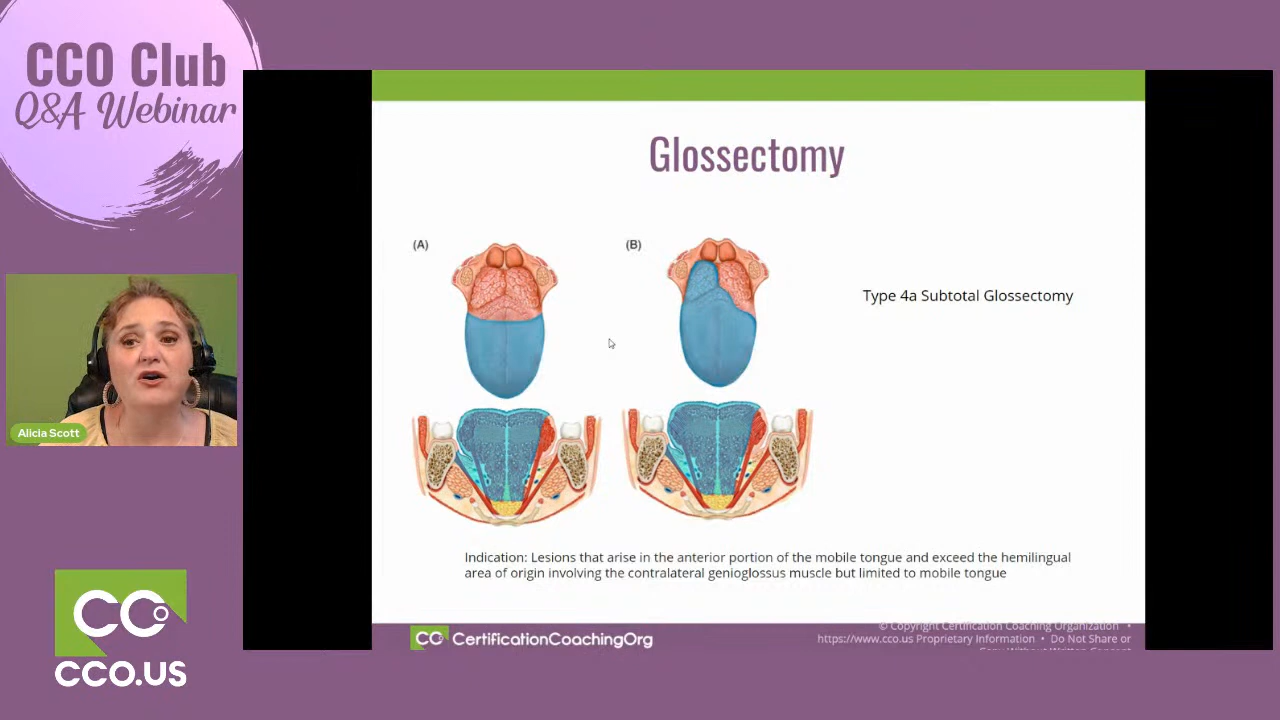 CCO Club
Q&A Webinar
Alicia Scott
CCO
CCO.US
Glossectomy
(A)
(B)
Type 4a Subtotal Glossectomy
Indication: Lesions that arise in the anterior portion of the mobile tongue and exceed the hemilingual
area of origin involving the contralateral genioglossus muscle but limited to mobile tongue
CCO CertificationCoachingOrg
© Copyright Certification Coaching Organization •
https://www.cco.us Proprietary Information • Do Not Share or